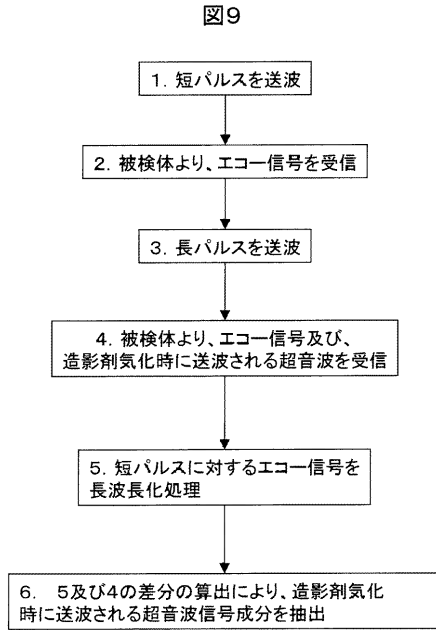 図9
1. 短パルスを送波
2. 被検体より、エコー信号を受信
3. 長パルスを送波
4. 被検体より、エコー信号及び、
造影剤気化時に送波される超音波を受信
5. 短パルスに対するエコー信号を
長波長化処理
6. 5及び4の差分の算出により、造影剤気化
時に送波される超音波信号成分を抽出